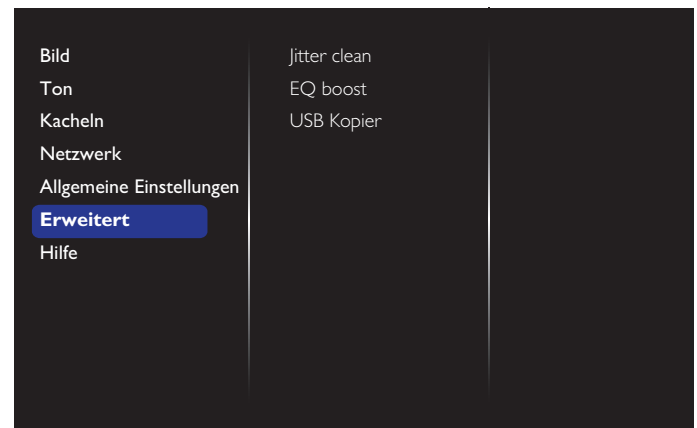 Bild
Ton
Kacheln
Netzwerk
Allgemeine Einstellungen
Erweitert
Hilfe
Jitter clean
EQ boost
USB Kopier